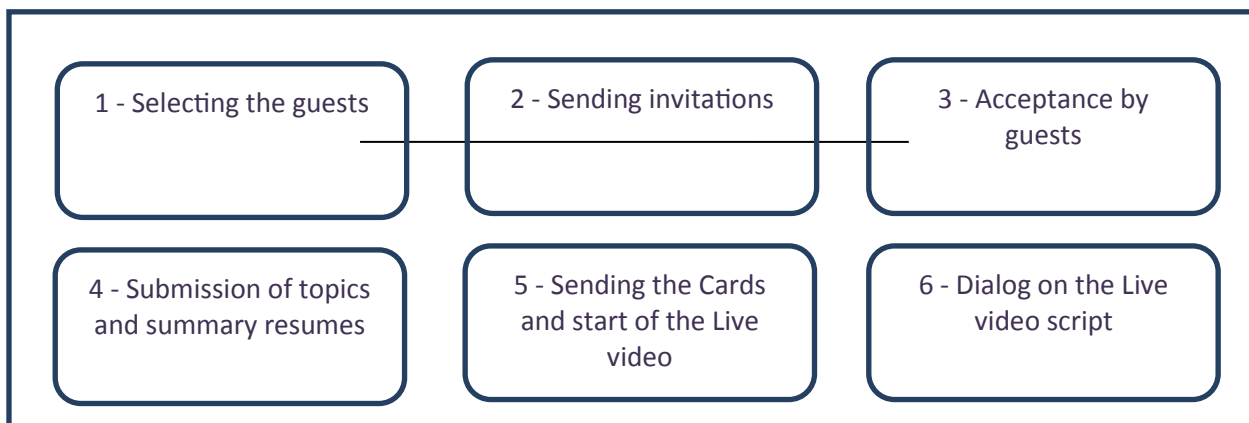 1 - Selecting the guests
2 - Sending invitations
3 - Acceptance by
guests
4 - Submission of topics
and summary resumes
5 - Sending the Cards
and start of the Live
video
6 - Dialog on the Live
video script